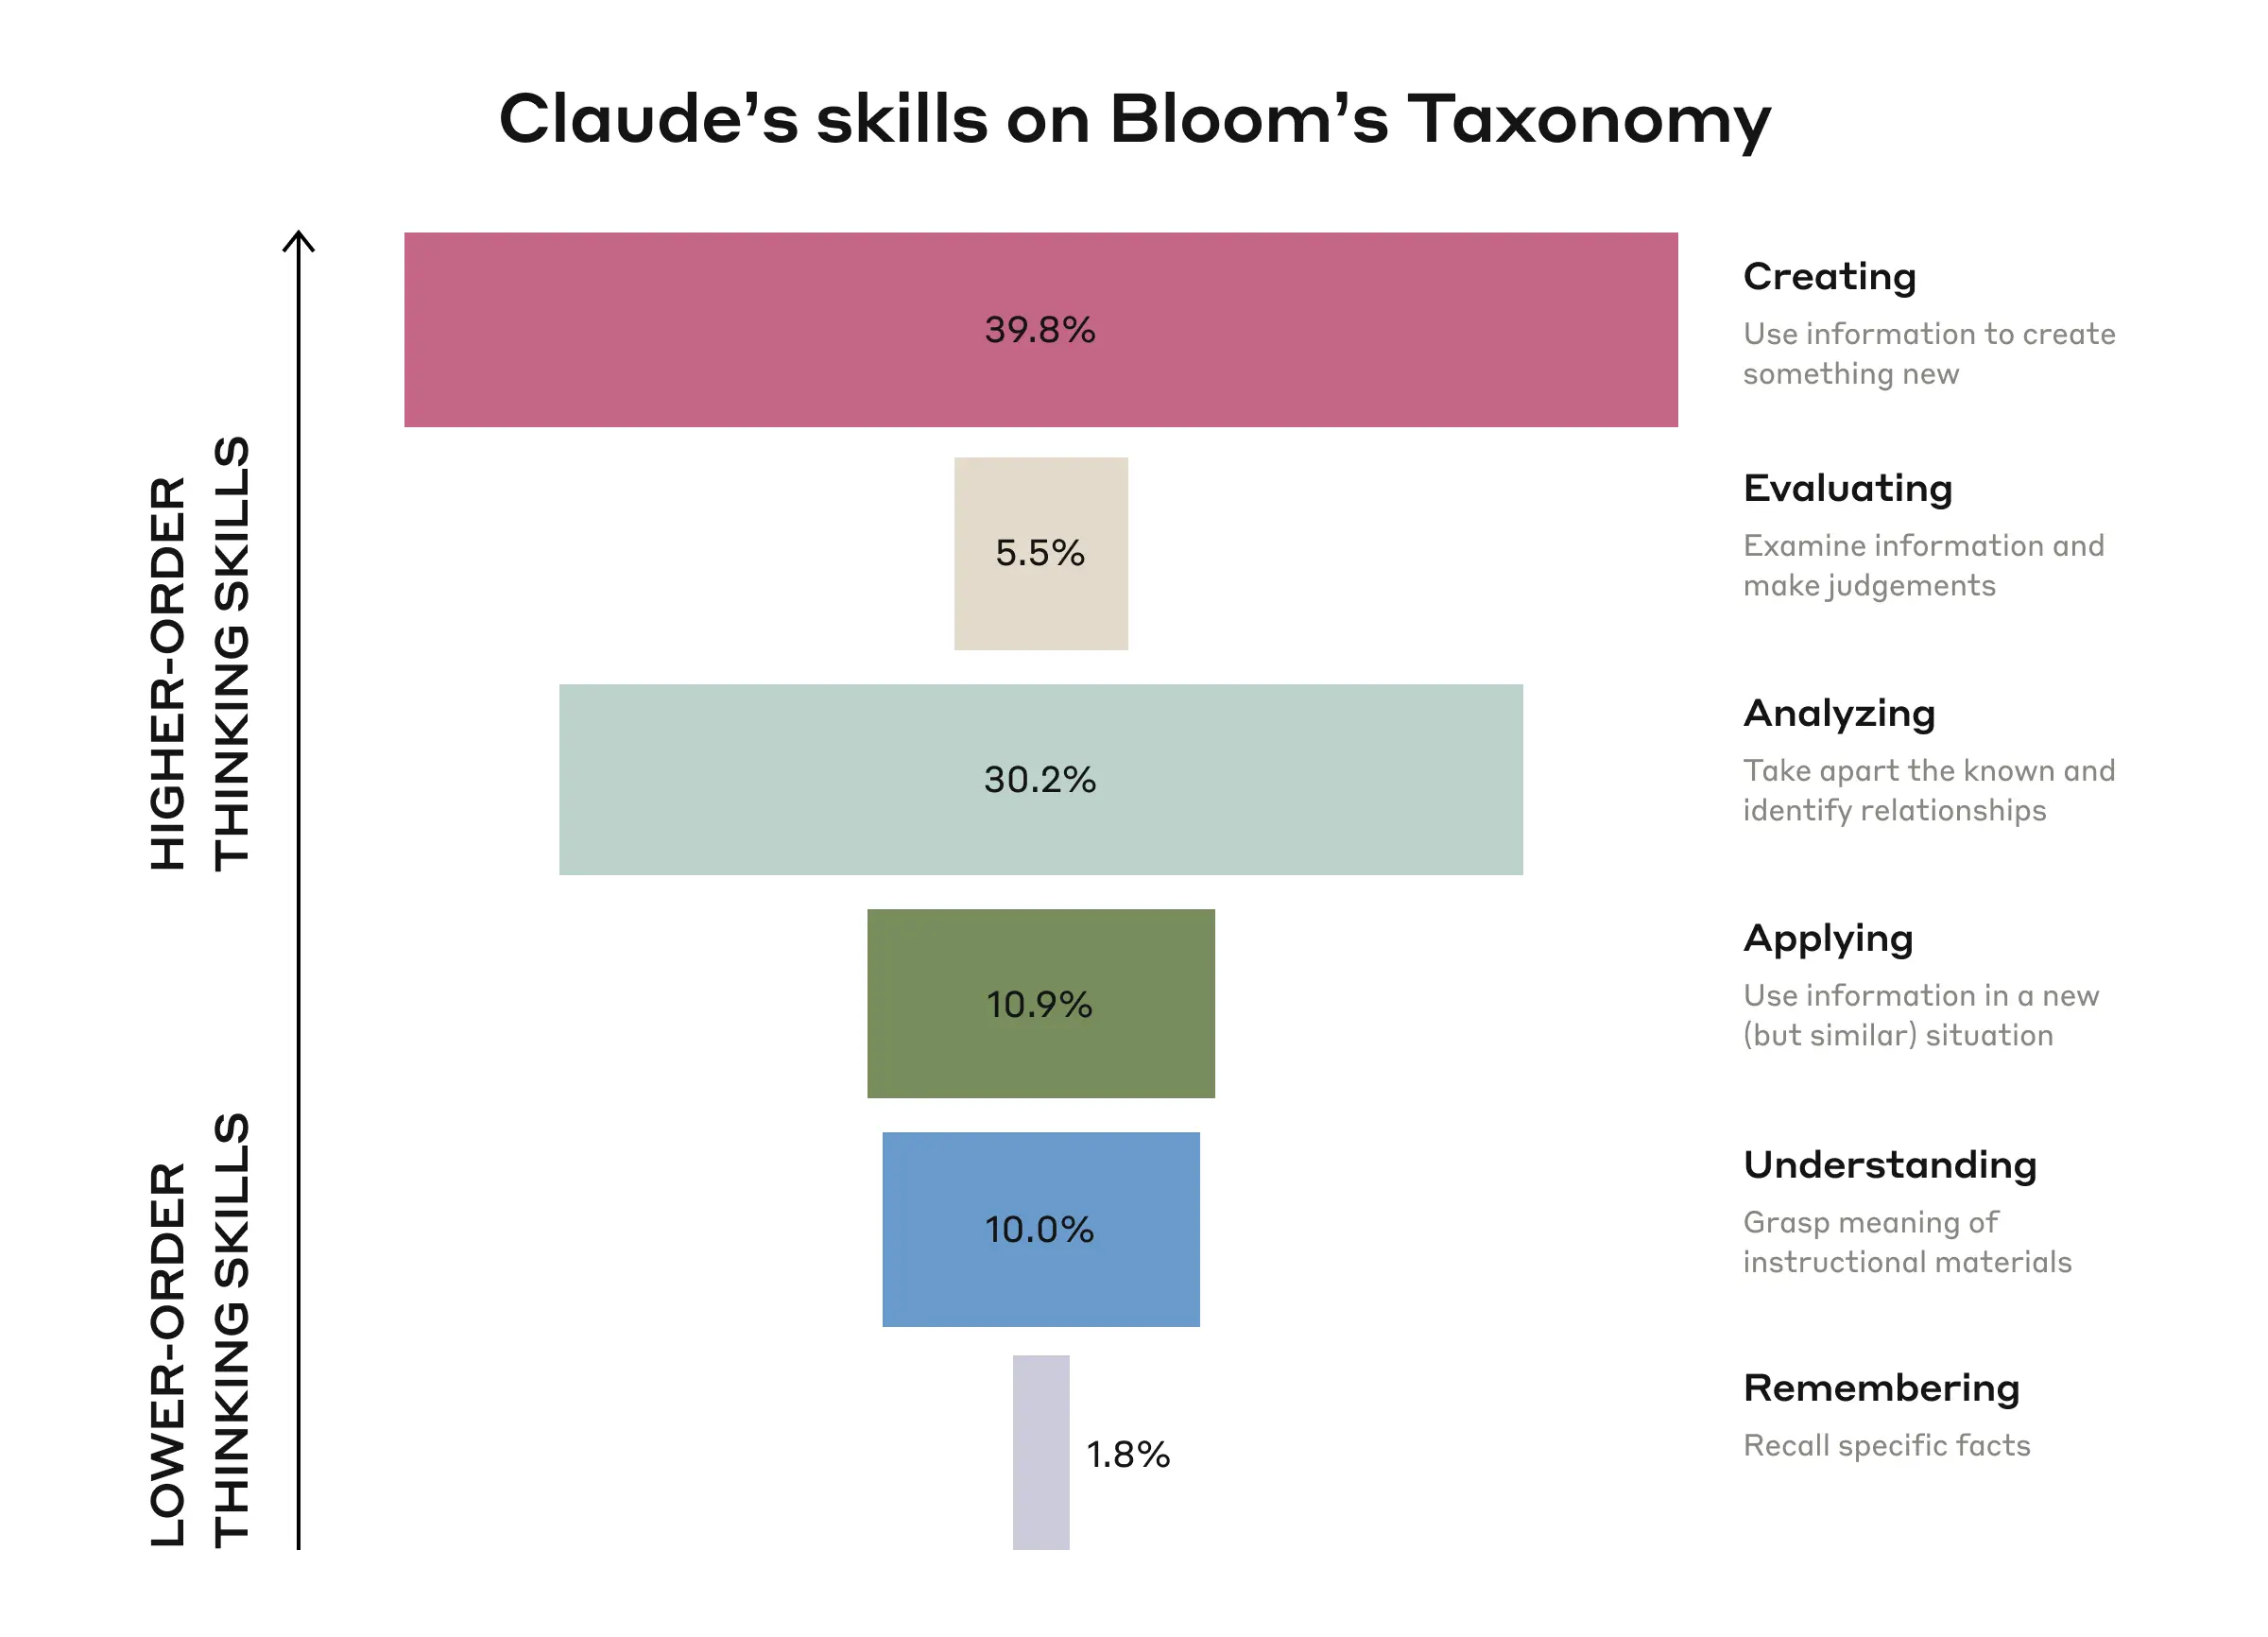 Claude’s skills on Bloom’s Taxonomy
HIGHER-ORDER
THINKING SKILLS
LOWER-ORDER
THINKING SKILLS
39.8%
Creating
Use information to create
something new
5.5%
Evaluating
Examine information and
make judgements
30.2%
Analyzing
Take apart the known and
identify relationships
10.9%
Applying
Use information in a new
(but similar) situation
10.0%
Understanding
Grasp meaning of
instructional materials
1.8%
Remembering
Recall specific facts